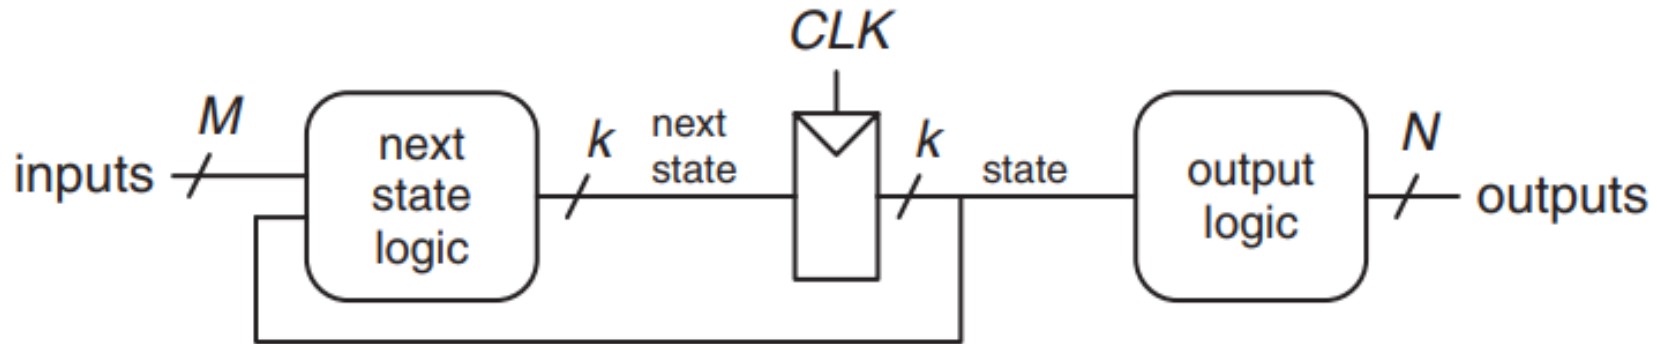 CLK
inputs
M
next
state
logic
k
next
state
k
state
output
logic
N
outputs